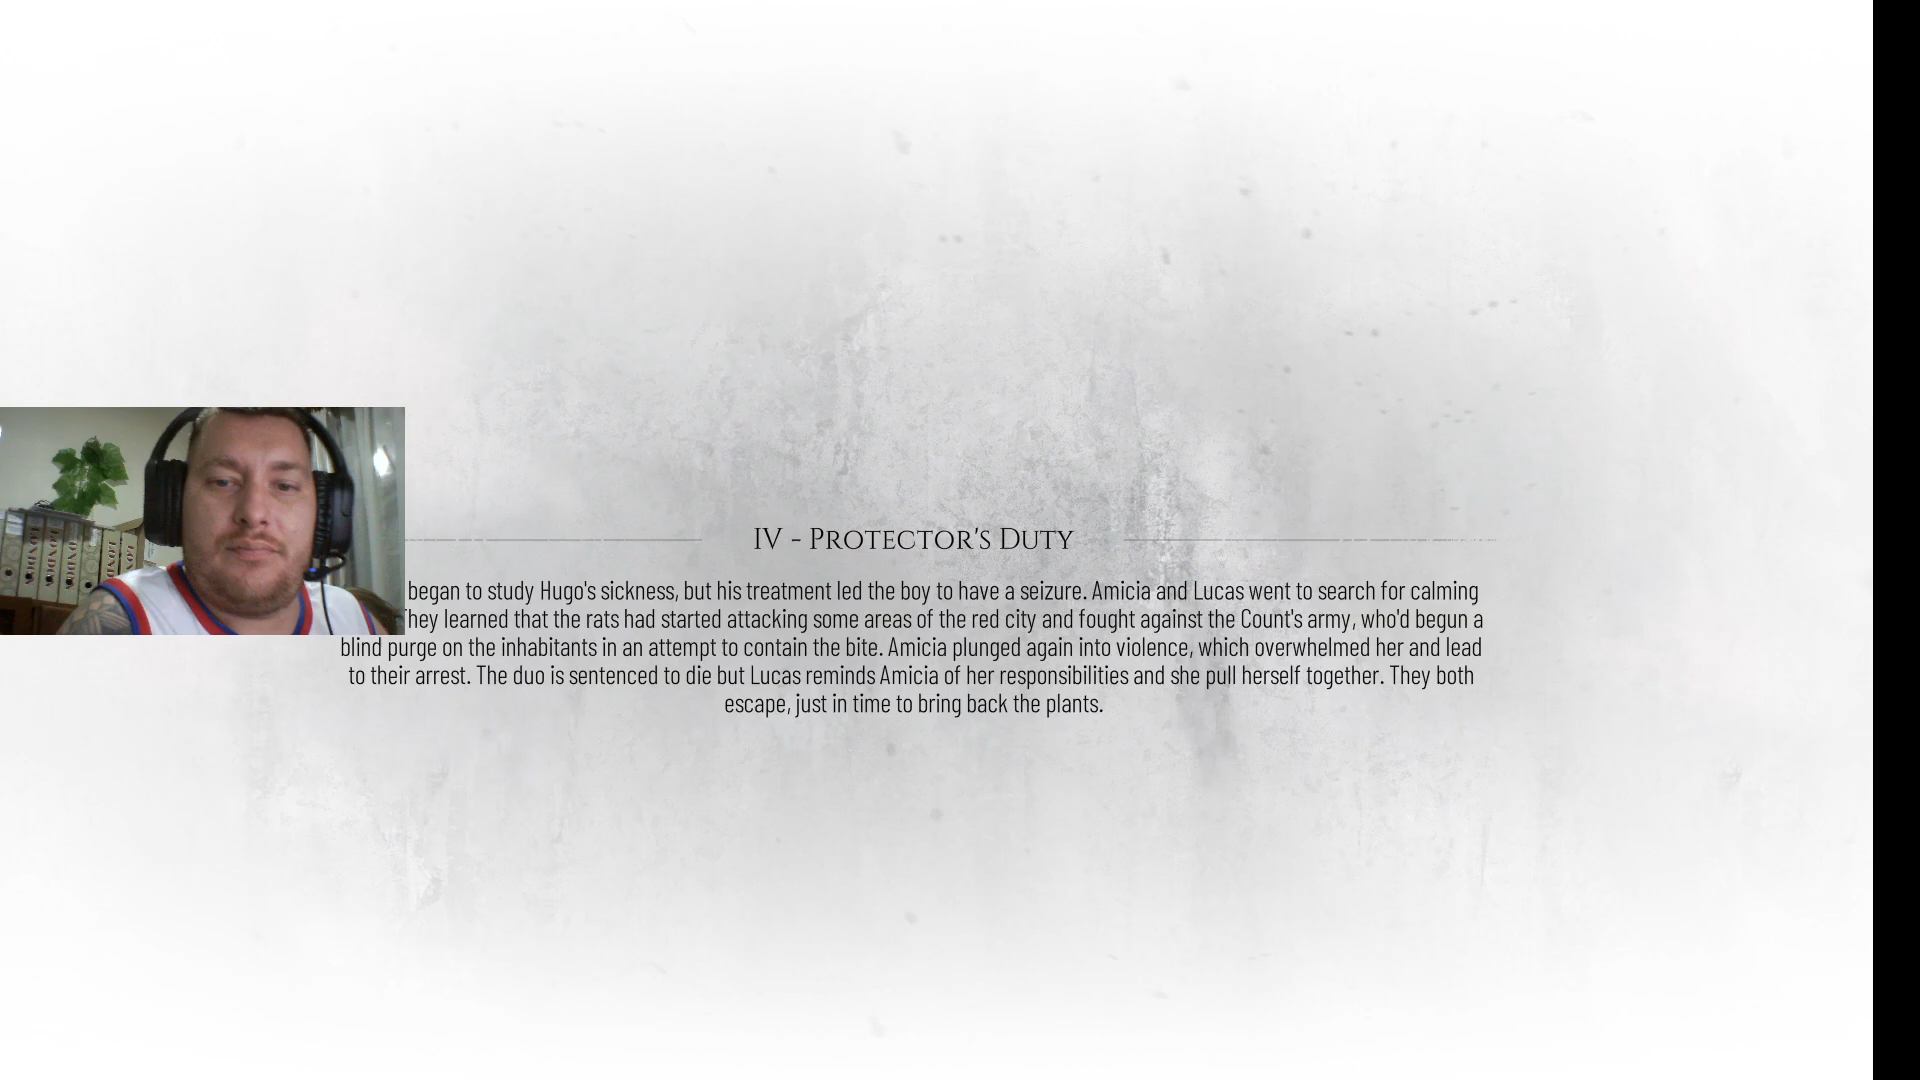 IV - Protector's Duty
began to study Hugo's sickness, but his treatment led the boy to have a seizure. Amicia and Lucas went to search for calming
They learned that the rats had started attacking some areas of the red city and fought against the Count's army, who'd begun a
blind purge on the inhabitants in an attempt to contain the bite. Amicia plunged again into violence, which overwhelmed her and lead
to their arrest. The duo is sentenced to die but Lucas reminds Amicia of her responsibilities and she pull herself together. They both
escape, just in time to bring back the plants.